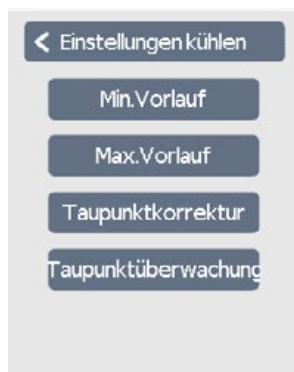 Einstellungen kühlen
Min.Vorlauf
Max.Vorlauf
Taupunktkorrektur
Taupunktüberwachung